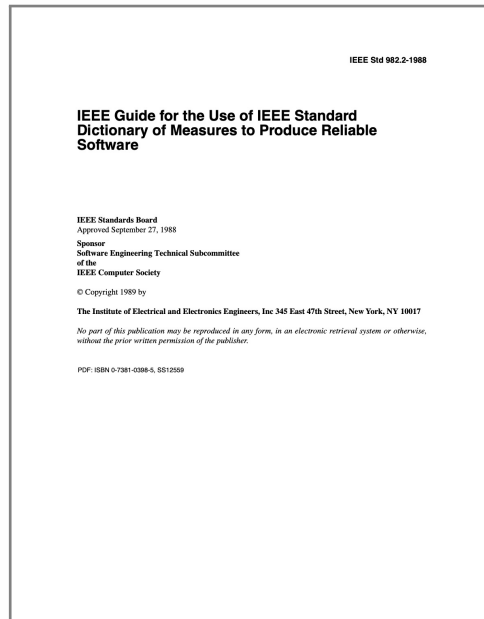 IEEE Std 982.2-1988
IEEE Guide for the Use of IEEE Standard
Dictionary of Measures to Produce Reliable
Software
IEEE Standards Board
Approved September 27, 1988
Sponsor
Software Engineering Technical Subcommittee
of the
IEEE Computer Society
© Copyright 1989 by
The Institute of Electrical and Electronics Engineers, Inc 345 East 47th Street, New York, NY 10017
No part of this publication may be reproduced in any form, in an electronic retrieval system or otherwise,
without the prior written permission of the publisher.
PDF: ISBN 0-7381-0398-5, SS12559